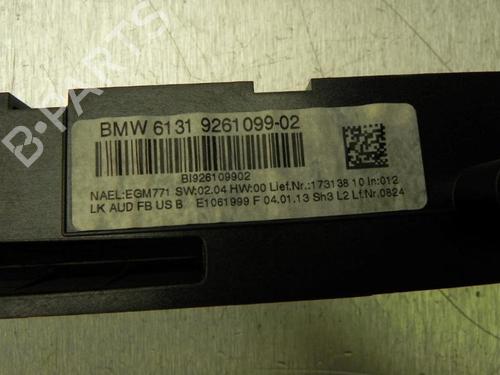 B-PARTS
BMW 6131 9261099-02
BI926109902
NAEL:EGM771 SW:02.04 HW:00 Lief.Nr.:173138 10 In:012
LK AUD FB US B E1061999 F 04.01.13 Sh3 L2 Lf.Nr.0824